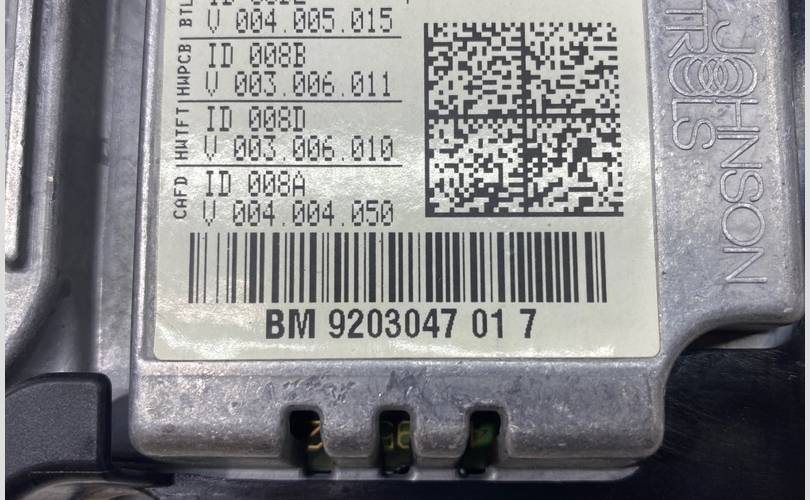 BTL
V 004.005.015
HWPCB
ID 008B
V 003.006.011
HWTFT
ID 008D
V 003.006.010
CAFD
ID 008A
V 004.004.050
BM 9203047 01 7
JOHNSON
TROLS